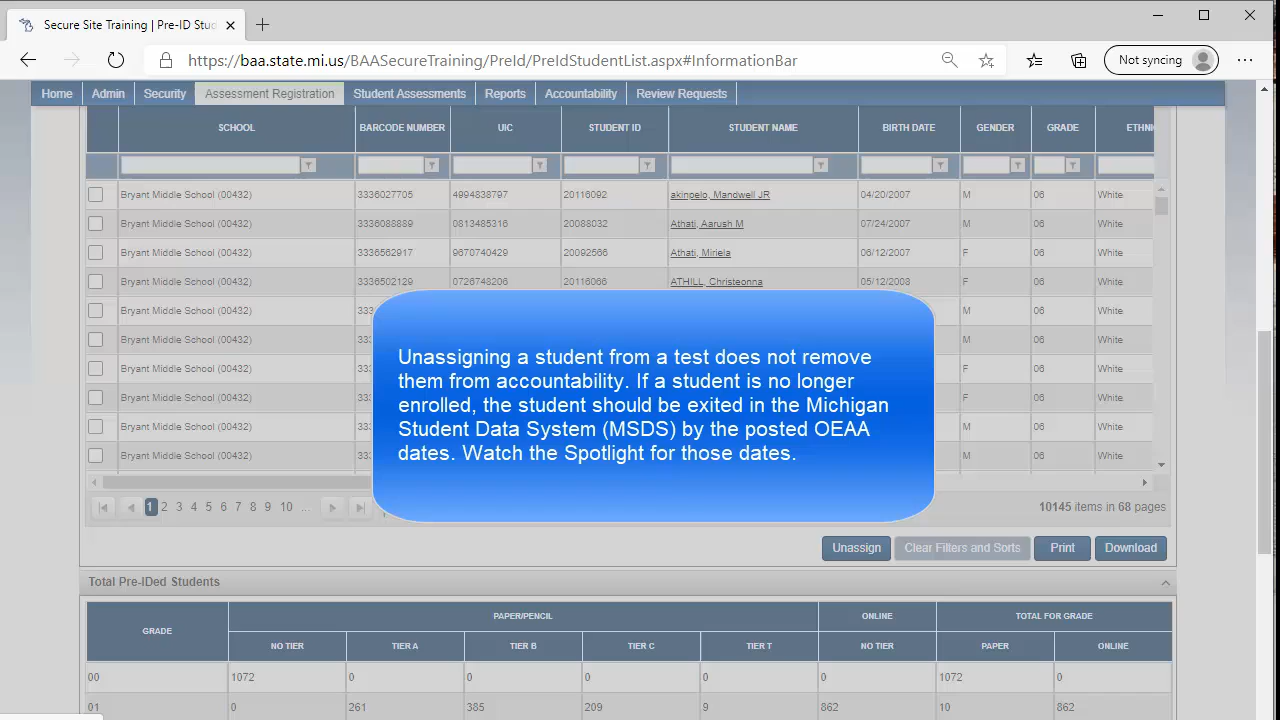 Secure Site Training | Pre-ID Stu
https://baa.state.mi.us/BAASecureTraining/PreId/PreIdStudentList.aspx#InformationBar
Not syncing
Home Admin Security Assessment Registration Student Assessments Reports Accountability Review Requests
SCHOOL BARCODE NUMBER UIC STUDENT ID STUDENT NAME BIRTH DATE GENDER GRADE ETHNI
Bryant Middle School (00432) 3336027705 4994838797 20116092 akinpelo, Mandwell JR 04/20/2007 M 06 White
Bryant Middle School (00432) 3336088889 0813485316 20088032 Athati, Aarush M 07/24/2007 M 06 White
Bryant Middle School (00432) 3336562917 9670740429 20092566 Athati, Miriela 06/12/2007 F 06 White
Bryant Middle School (00432) 3336502129 0726748206 20116066 ATHILL, Christeonna 05/12/2008 F 06 White
Bryant Middle School (00432) 333 M 06 White
Bryant Middle School (00432) 333 M 06 White
Bryant Middle School (00432) 333 F 06 White
Bryant Middle School (00432) 333 F 06 White
Bryant Middle School (00432) 333 M 06 White
Bryant Middle School (00432) 333 M 06 White
Unassigning a student from a test does not remove
them from accountability. If a student is no longer
enrolled, the student should be exited in the Michigan
Student Data System (MSDS) by the posted OEAA
dates. Watch the Spotlight for those dates.
1 2 3 4 5 6 7 8 9 10 ... 10145 items in 68 pages
Unassign Clear Filters and Sorts Print Download
Total Pre-IDed Students
PAPER/PENCIL ONLINE TOTAL FOR GRADE
GRADE
NO TIER TIER A TIER B TIER C TIER T NO TIER PAPER ONLINE
00 1072 0 0 0 0 0 1072 0
01 0 261 385 209 9 862 10 862